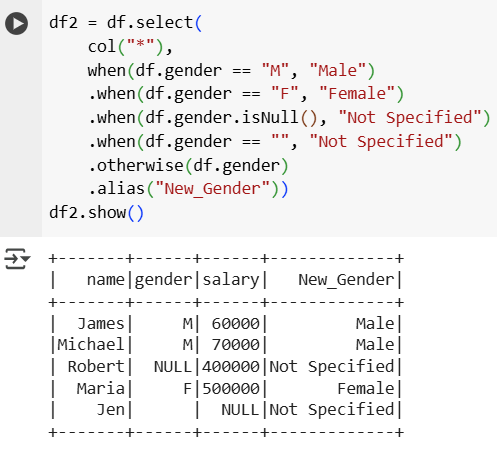 df2 = df.select(
    col("*"),
    when(df.gender == "M", "Male")
    .when(df.gender == "F", "Female")
    .when(df.gender.isNull(), "Not Specified")
    .when(df.gender == "", "Not Specified")
    .otherwise(df.gender)
    .alias("New_Gender"))
df2.show()
+-------+------+------+-------------+
|   name|gender|salary|   New_Gender|
+-------+------+------+-------------+
|  James|     M| 60000|         Male|
|Michael|     M| 70000|         Male|
| Robert|  NULL|400000|Not Specified|
|  Maria|     F|500000|       Female|
|    Jen|      |  NULL|Not Specified|
+-------+------+------+-------------+